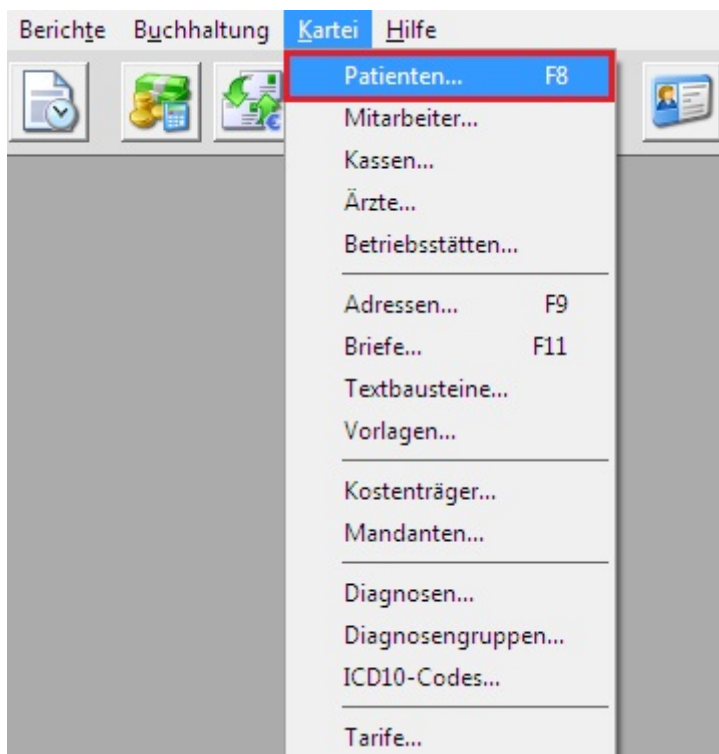 Berichte Buchhaltung Kartei Hilfe
Patienten... F8
Mitarbeiter...
Kassen...
Ärzte...
Betriebsstätten...
Adressen... F9
Briefe... F11
Textbausteine...
Vorlagen...
Kostenträger...
Mandanten...
Diagnosen...
Diagnosengruppen...
ICD10-Codes...
Tarife...